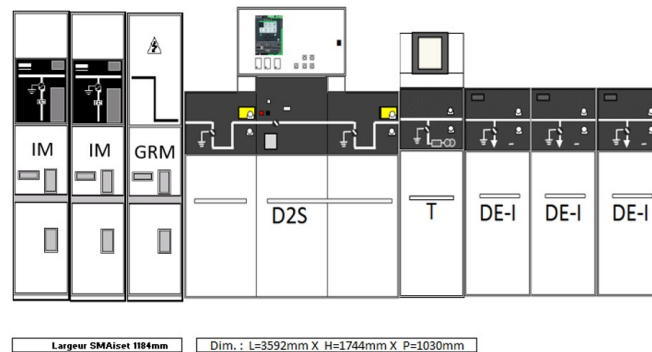 IM
IM
GRM
D2S
T
DE-I
DE-I
DE-I
Largeur SMAiset 1184mm
Dim. : L=3592mm X H=1744mm X P=1030mm